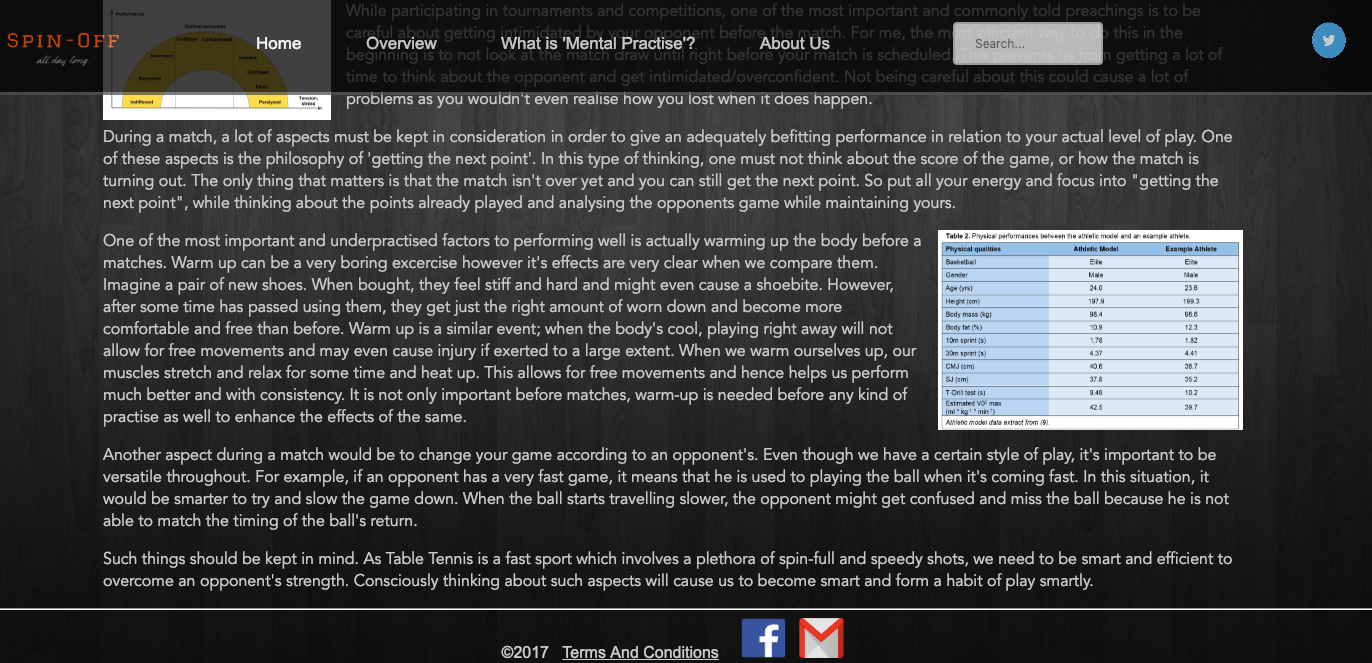 SPIN-OFF
all day long.
Home
Overview
What is 'Mental Practise'?
About Us
Search...
Performance
Optimal nervousness
Confident Concentrated
Interested
Excluded
Expectant
Confused
Panic
Indifferent
Paralyzed
Tension, stress
While participating in tournaments and competitions, one of the most important and commonly told preachings is to be
careful about getting intimidated by your opponent before the match. For me, the most efficient way to do this in the
beginning is to not look at the match draw until right before your match is scheduled. This prevents us from getting a lot of
time to think about the opponent and get intimidated/overconfident. Not being careful about this could cause a lot of
problems as you wouldn't even realise how you lost when it does happen.
During a match, a lot of aspects must be kept in consideration in order to give an adequately befitting performance in relation to your actual level of play. One
of these aspects is the philosophy of 'getting the next point'. In this type of thinking, one must not think about the score of the game, or how the match is
turning out. The only thing that matters is that the match isn't over yet and you can still get the next point. So put all your energy and focus into "getting the
next point", while thinking about the points already played and analysing the opponents game while maintaining yours.
One of the most important and underpractised factors to performing well is actually warming up the body before a
matches. Warm up can be a very boring excercise however it's effects are very clear when we compare them.
Imagine a pair of new shoes. When bought, they feel stiff and hard and might even cause a shoebite. However,
after some time has passed using them, they get just the right amount of worn down and become more
comfortable and free than before. Warm up is a similar event; when the body's cool, playing right away will not
allow for free movements and may even cause injury if exerted to a large extent. When we warm ourselves up, our
muscles stretch and relax for some time and heat up. This allows for free movements and hence helps us perform
much better and with consistency. It is not only important before matches, warm-up is needed before any kind of
practise as well to enhance the effects of the same.
Table 2. Physical performances between the athletic model and an example athlete.
Physical qualities Athletic Model Example Athlete
Basketball Elite Elite
Gender Male Male
Age (yrs) 24.0 23.6
Height (cm) 197.9 199.3
Body mass (kg) 98.4 96.6
Body fat (%) 10.9 12.3
10m sprint (s) 1.78 1.82
30m sprint (s) 4.37 4.41
CMJ (cm) 40.6 36.7
SJ (cm) 37.8 35.2
T-Drill test (s) 9.49 10.2
Estimated V0² max
(ml * kg⁻¹ * min⁻¹) 42.5 39.7
Athletic model data extract from (9).
Another aspect during a match would be to change your game according to an opponent's. Even though we have a certain style of play, it's important to be
versatile throughout. For example, if an opponent has a very fast game, it means that he is used to playing the ball when it's coming fast. In this situation, it
would be smarter to try and slow the game down. When the ball starts travelling slower, the opponent might get confused and miss the ball because he is not
able to match the timing of the ball's return.
Such things should be kept in mind. As Table Tennis is a fast sport which involves a plethora of spin-full and speedy shots, we need to be smart and efficient to
overcome an opponent's strength. Consciously thinking about such aspects will cause us to become smart and form a habit of play smartly.
©2017 Terms And Conditions